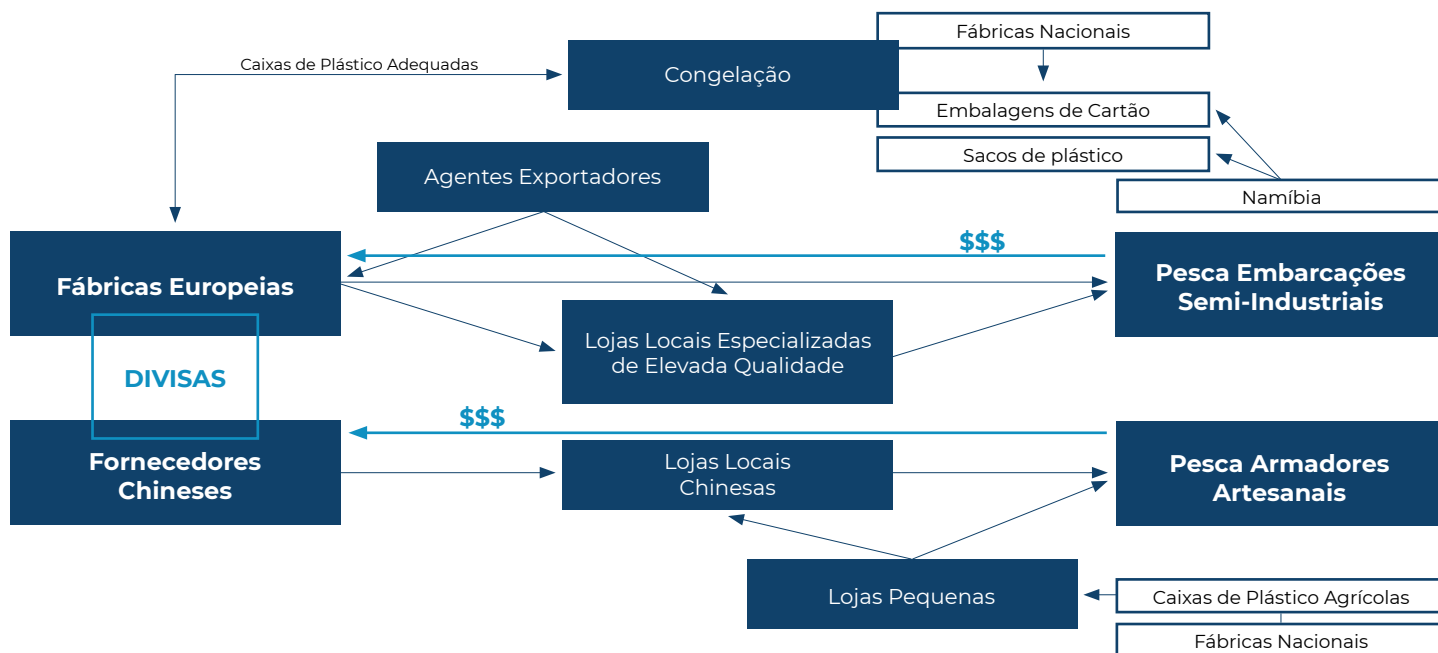 Fábricas Nacionais
Caixas de Plástico Adequadas
Congelação
Embalagens de Cartão
Sacos de plástico
Agentes Exportadores
Namíbia
$$$
Fábricas Europeias
Pesca Embarcações
Semi-Industriais
Lojas Locais Especializadas
de Elevada Qualidade
DIVISAS
$$$
Fornecedores
Chineses
Lojas Locais
Chinesas
Pesca Armadores
Artesanais
Lojas Pequenas
Caixas de Plástico Agrícolas
Fábricas Nacionais